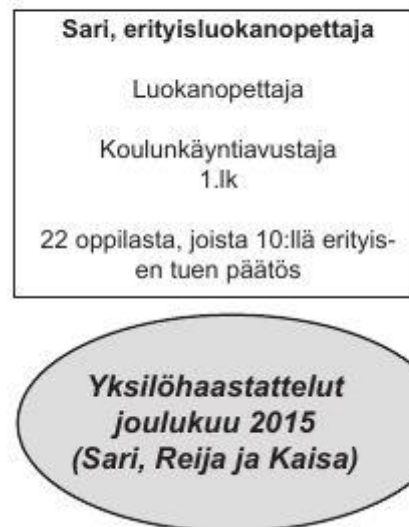 Sari, erityisluokanopettaja
Luokanopettaja
Koulunkäyntiavustaja
1.lk
22 oppilasta, joista 10:llä erityis-
en tuen päätös
Yksilöhaastattelut
joulukuu 2015
(Sari, Reija ja Kaisa)